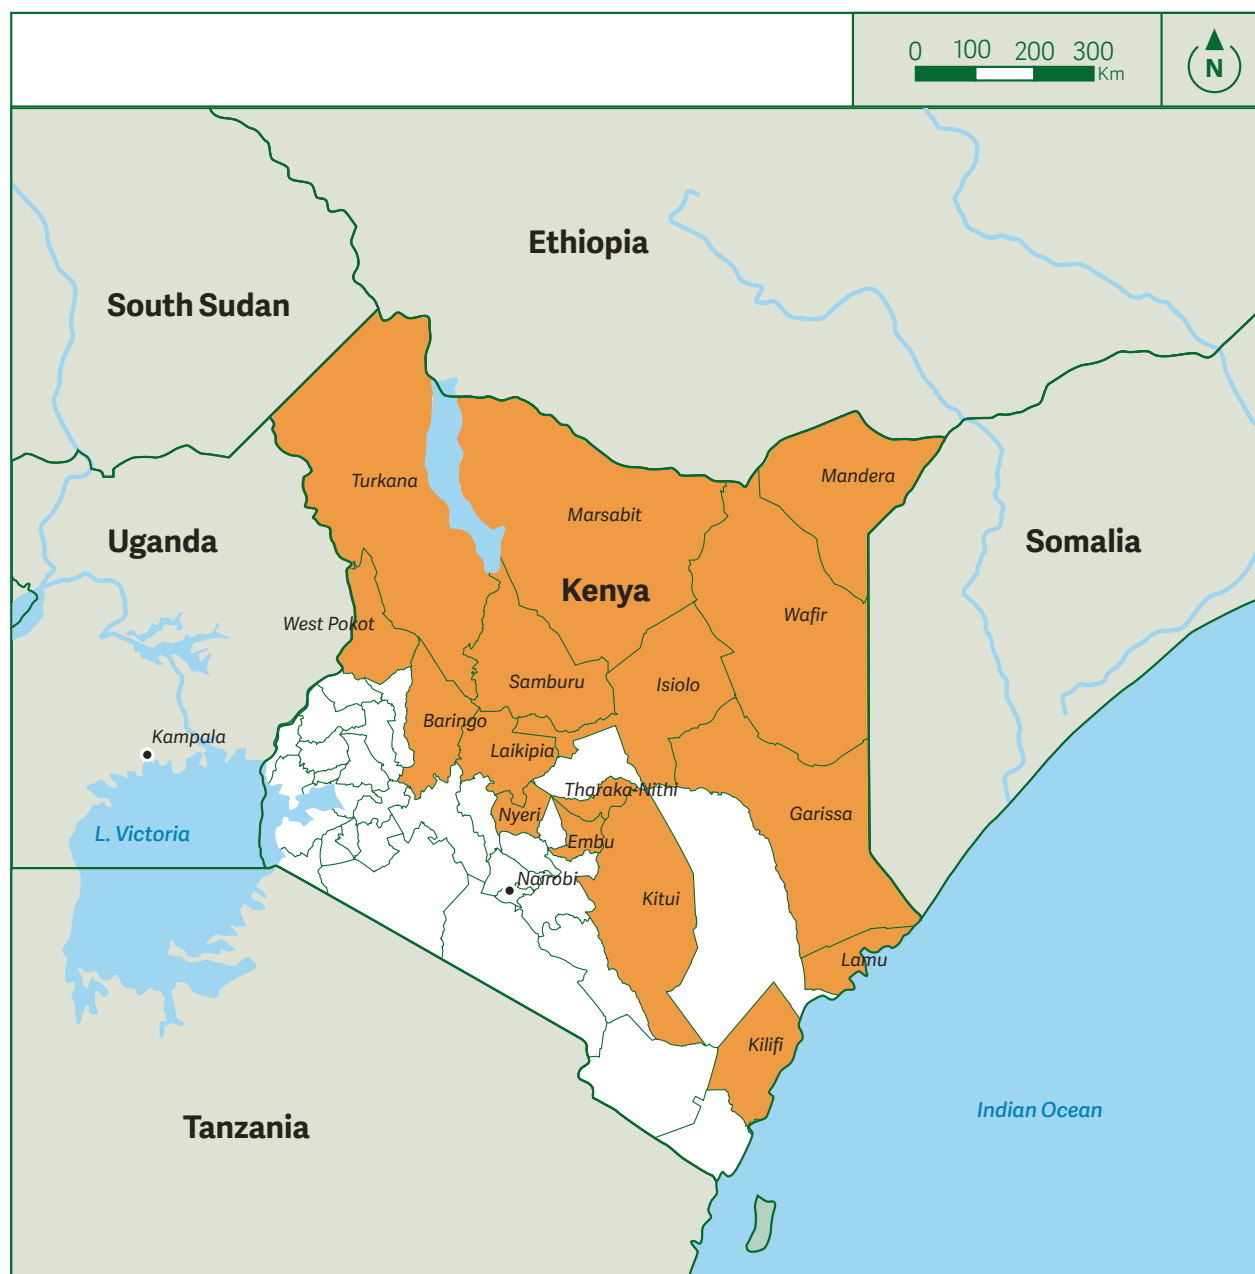 0 100 200 300
Km
N
Ethiopia
South Sudan
Turkana
Mandera
Marsabit
Uganda
Somalia
Kenya
Wafir
West Pokot
Samburu
Isiolo
Baringo
Kampala
Laikipia
Tharaka-Nithi
Nyeri
Garissa
L. Victoria
Embu
Nairobi
Kitui
Lamu
Kilifi
Indian Ocean
Tanzania